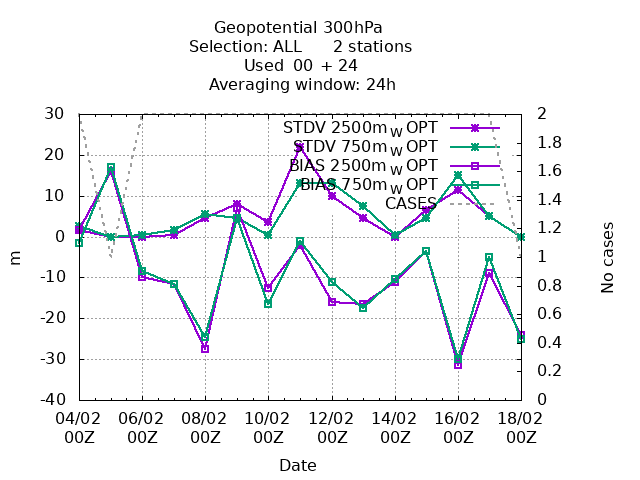 Geopotential 300hPa
Selection: ALL 2 stations
Used 00 + 24
Averaging window: 24h
STDV 2500m_W OPT
STDV 750m_W OPT
BIAS 2500m_W OPT
BIAS 750m_W OPT
CASES
30
20
10
0
-10
-20
-30
-40
m
2
1.8
1.6
1.4
1.2
1
0.8
0.6
0.4
0.2
0
No cases
04/02 06/02 08/02 10/02 12/02 14/02 16/02 18/02
00Z 00Z 00Z 00Z 00Z 00Z 00Z 00Z
Date